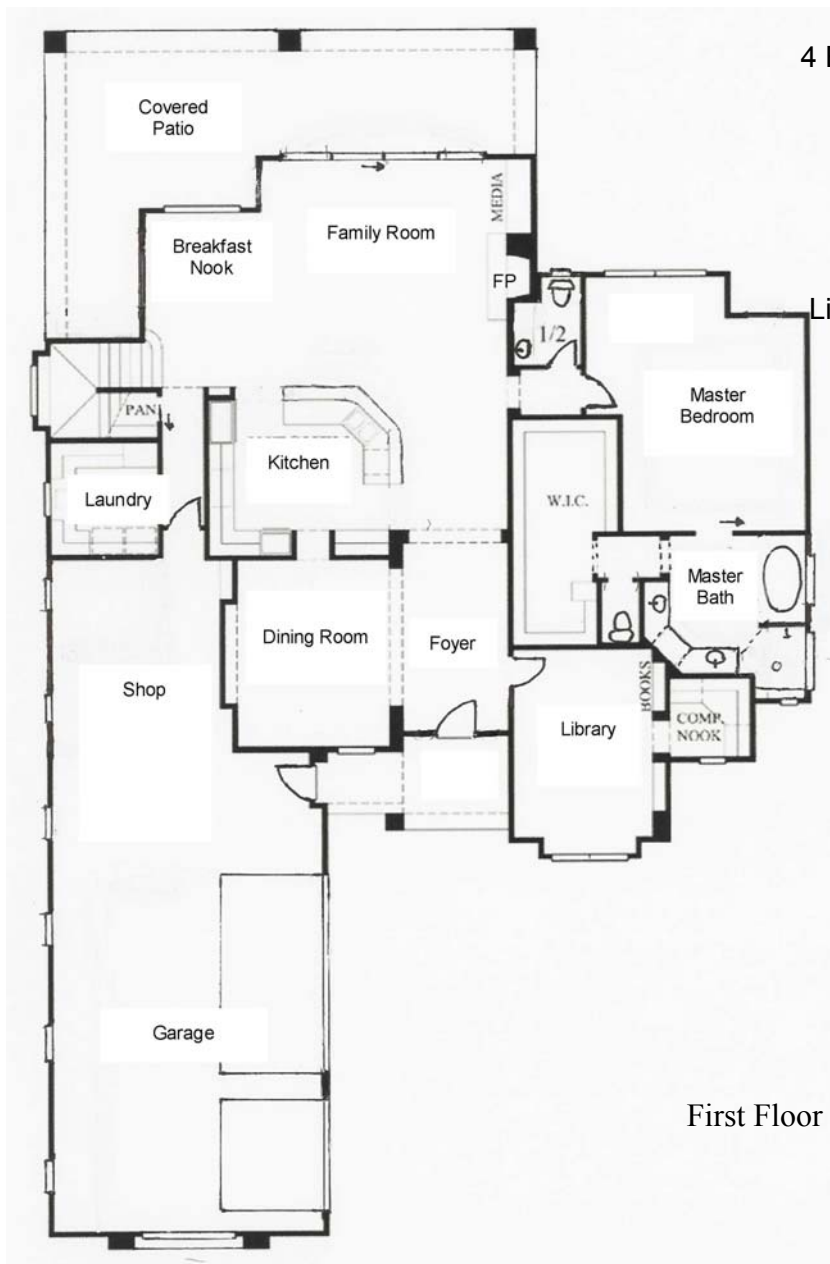 4
Covered
Patio
MEDIA
Breakfast
Nook
Family Room
FP
1/2
Li
Master
Bedroom
PAN
Kitchen
Laundry
W.I.C.
Master
Bath
Dining Room
Foyer
Shop
BOOKS
Library
COMP.
NOOK
Garage
First Floor